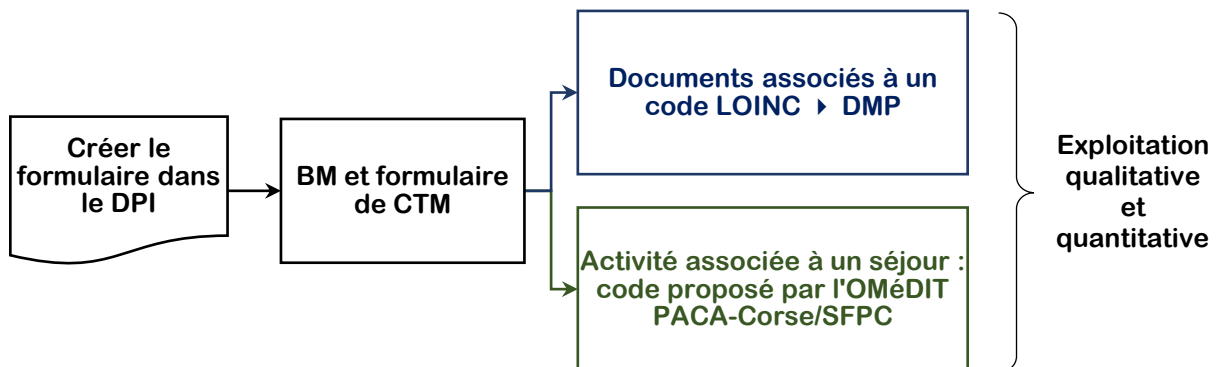 Créer le
formulaire dans
le DPI
BM et formulaire
de CTM
Documents associés à un
code LOINC ▸ DMP
Activité associée à un séjour :
code proposé par l'OMéDIT
PACA-Corse/SFPC
Exploitation
qualitative
et
quantitative